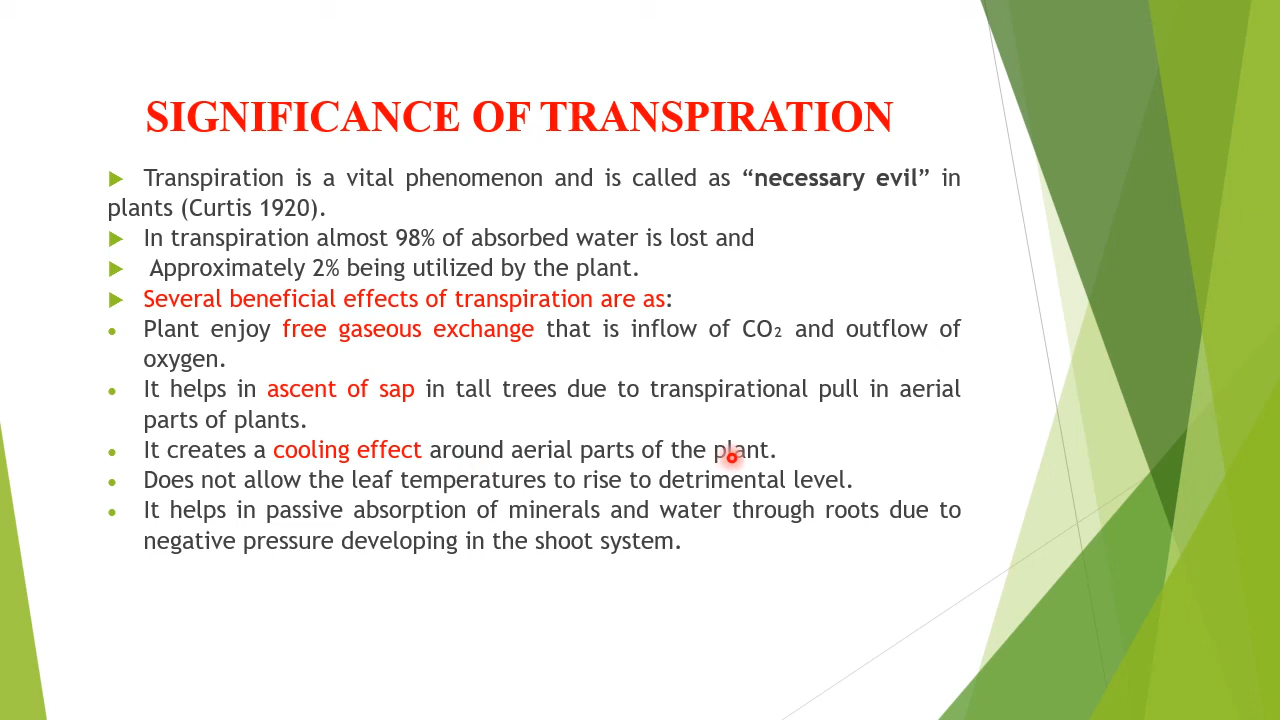 SIGNIFICANCE OF TRANSPIRATION
Transpiration is a vital phenomenon and is called as “necessary evil” in
plants (Curtis 1920).
In transpiration almost 98% of absorbed water is lost and
Approximately 2% being utilized by the plant.
Several beneficial effects of transpiration are as:
Plant enjoy free gaseous exchange that is inflow of CO₂ and outflow of
oxygen.
It helps in ascent of sap in tall trees due to transpirational pull in aerial
parts of plants.
It creates a cooling effect around aerial parts of the plant.
Does not allow the leaf temperatures to rise to detrimental level.
It helps in passive absorption of minerals and water through roots due to
negative pressure developing in the shoot system.